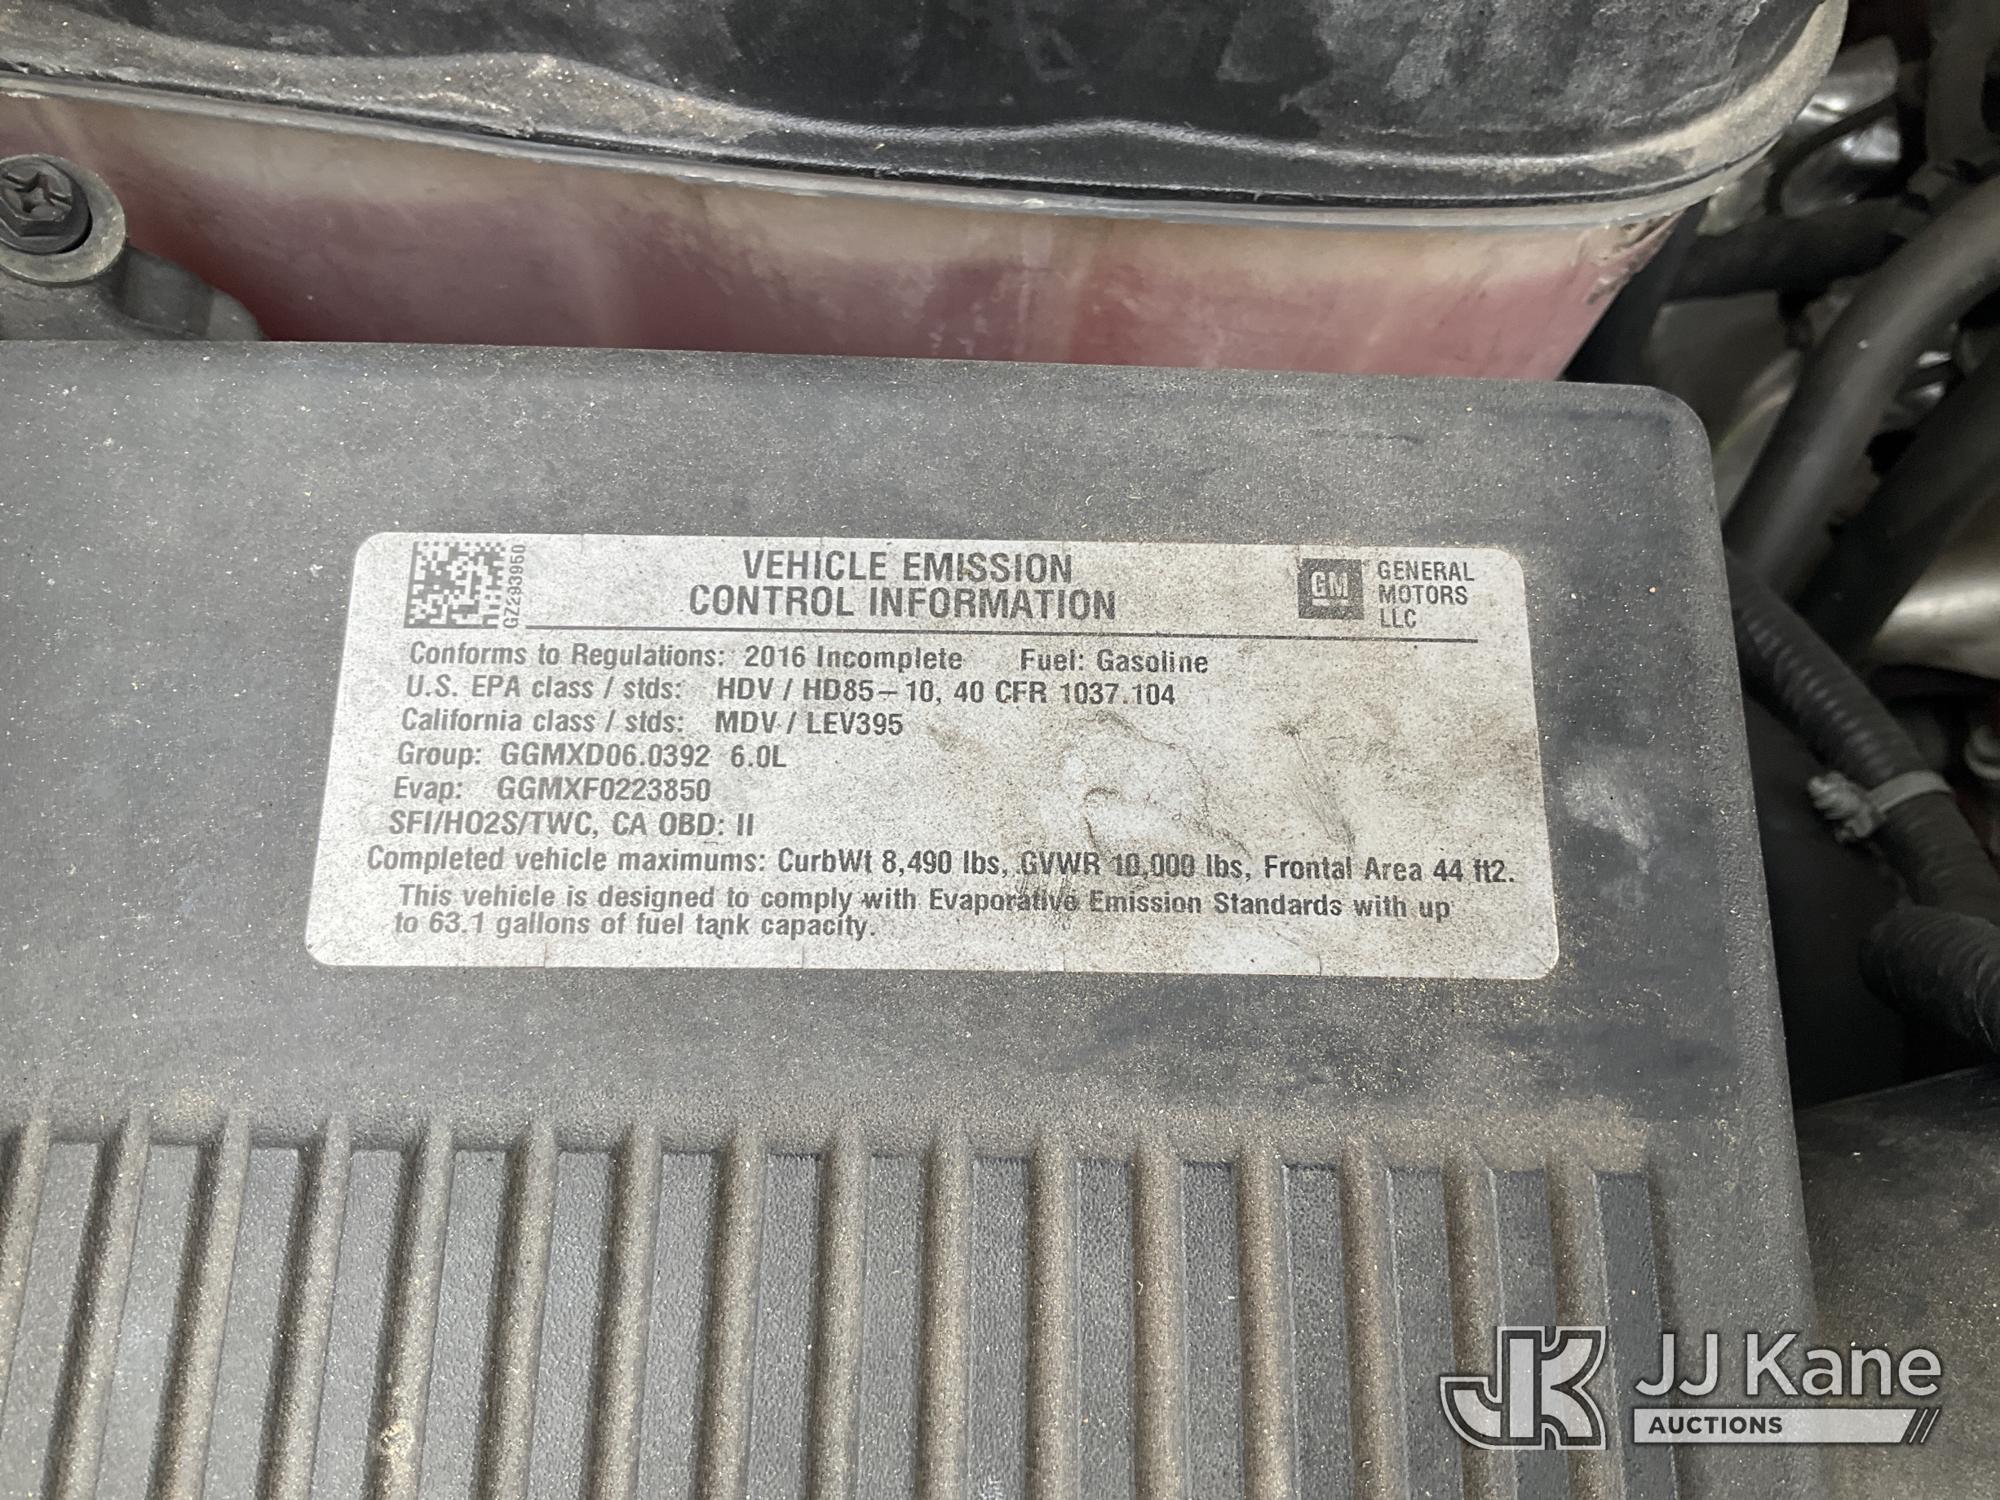 GZ293950
VEHICLE EMISSION
CONTROL INFORMATION
GM
GENERAL
MOTORS
LLC
Conforms to Regulations: 2016 Incomplete Fuel: Gasoline
U.S. EPA class / stds: HDV / HD85-10, 40 CFR 1037.104
California class / stds: MDV / LEV395
Group: GGMXD06.0392 6.0L
Evap: GGMXF0223850
SFI/HO2S/TWC, CA OBD: II
Completed vehicle maximums: CurbWt 8,490 lbs, GVWR 10,000 lbs, Frontal Area 44 ft2.
This vehicle is designed to comply with Evaporative Emission Standards with up
to 63.1 gallons of fuel tank capacity.
JK JJ Kane
AUCTIONS